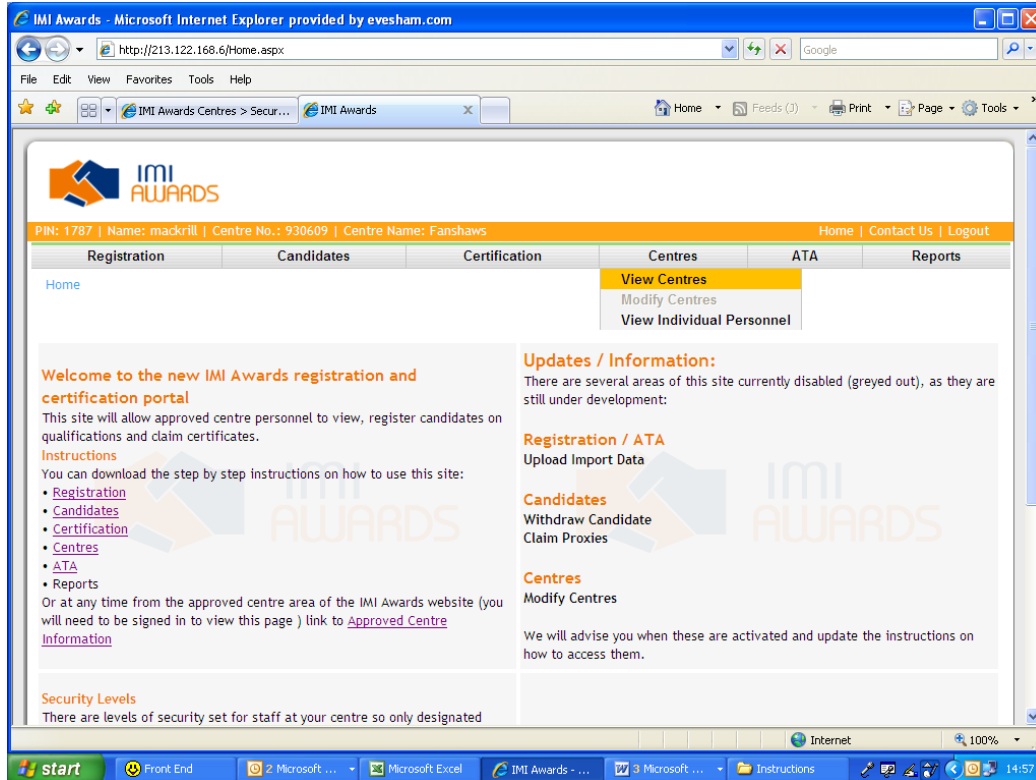 IMI Awards - Microsoft Internet Explorer provided by evesham.com
http://213.122.168.6/Home.aspx
Google
File Edit View Favorites Tools Help
IMI Awards Centres > Secur... IMI Awards Home Feeds (J) Print Page Tools
IMI
AWARDS
PIN: 1787 | Name: mackrill | Centre No.: 930609 | Centre Name: Fanshaws Home | Contact Us | Logout
Registration Candidates Certification Centres ATA Reports
View Centres
Modify Centres
View Individual Personnel
Home
Welcome to the new IMI Awards registration and
certification portal
This site will allow approved centre personnel to view, register candidates on
qualifications and claim certificates.
Instructions
You can download the step by step instructions on how to use this site:
• Registration
• Candidates
• Certification
• Centres
• ATA
• Reports
Or at any time from the approved centre area of the IMI Awards website (you
will need to be signed in to view this page ) link to Approved Centre
Information
IMI
AWARDS
Updates / Information:
There are several areas of this site currently disabled (greyed out), as they are
still under development:
Registration / ATA
Upload Import Data
Candidates
Withdraw Candidate
Claim Proxies
Centres
Modify Centres
We will advise you when these are activated and update the instructions on
how to access them.
IMI
AWARDS
Security Levels
There are levels of security set for staff at your centre so only designated
Internet 100%
start Front End 2 Microsoft ... Microsoft Excel IMI Awards - ... 3 Microsoft ... Instructions